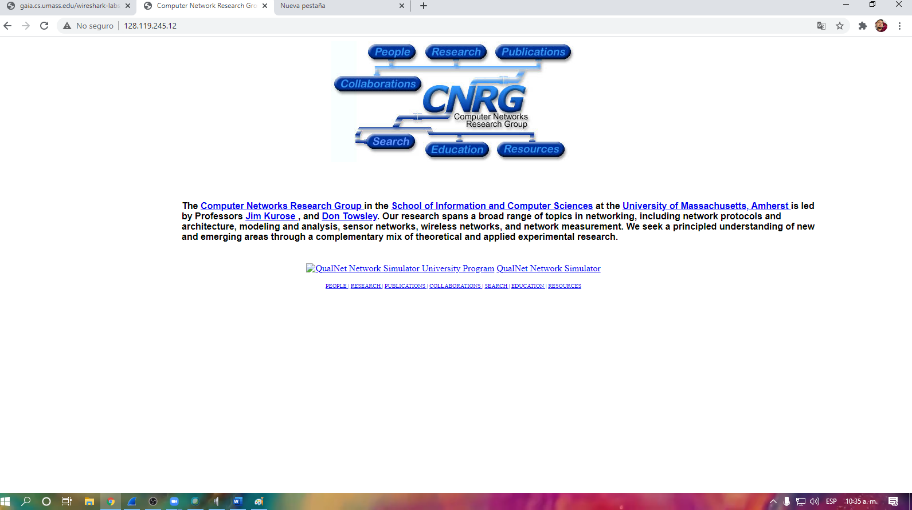 gaia.cs.umass.edu/wireshark-labs
Computer Network Research Gro
Nueva pestaña
No seguro
128.119.245.12
People
Research
Publications
Collaborations
CNRG
Computer Networks
Research Group
Search
Education
Resources
The Computer Networks Research Group in the School of Information and Computer Sciences at the University of Massachusetts, Amherst is led
by Professors Jim Kurose , and Don Towsley. Our research spans a broad range of topics in networking, including network protocols and
architecture, modeling and analysis, sensor networks, wireless networks, and network measurement. We seek a principled understanding of new
and emerging areas through a complementary mix of theoretical and applied experimental research.
QualNet Network Simulator University Program QualNet Network Simulator
PEOPLE | RESEARCH | PUBLICATIONS | COLLABORATIONS | SEARCH | EDUCATION | RESOURCES
ESP
10:35 a. m.